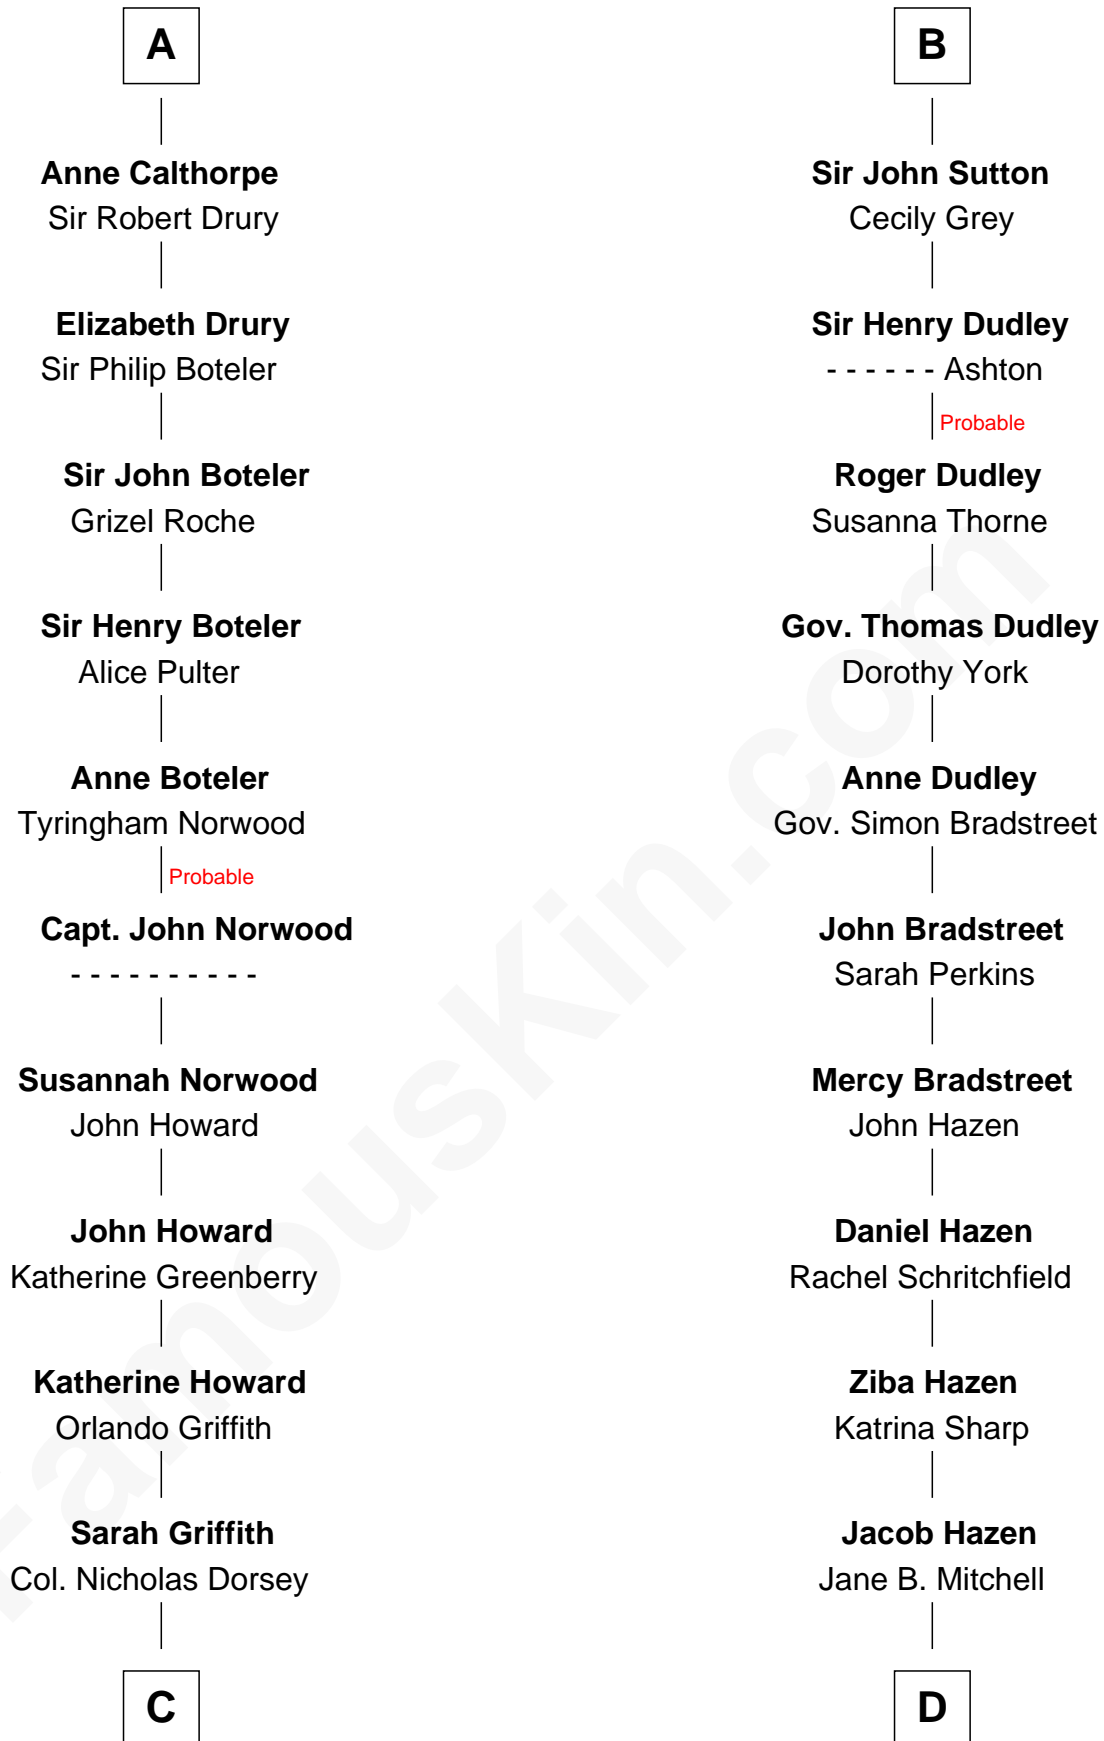 A
Anne Calthorpe
Sir Robert Drury
Elizabeth Drury
Sir Philip Boteler
Sir John Boteler
Grizel Roche
Sir Henry Boteler
Alice Pulter
Anne Boteler
Tyringham Norwood
Probable
Capt. John Norwood
- - - - - - - - - -
Susannah Norwood
John Howard
John Howard
Katherine Greenberry
Katherine Howard
Orlando Griffith
Sarah Griffith
Col. Nicholas Dorsey
C
B
Sir John Sutton
Cecily Grey
Sir Henry Dudley
- - - - - - Ashton
Probable
Roger Dudley
Susanna Thorne
Gov. Thomas Dudley
Dorothy York
Anne Dudley
Gov. Simon Bradstreet
John Bradstreet
Sarah Perkins
Mercy Bradstreet
John Hazen
Daniel Hazen
Rachel Schritchfield
Ziba Hazen
Katrina Sharp
Jacob Hazen
Jane B. Mitchell
D
FamousKin.com